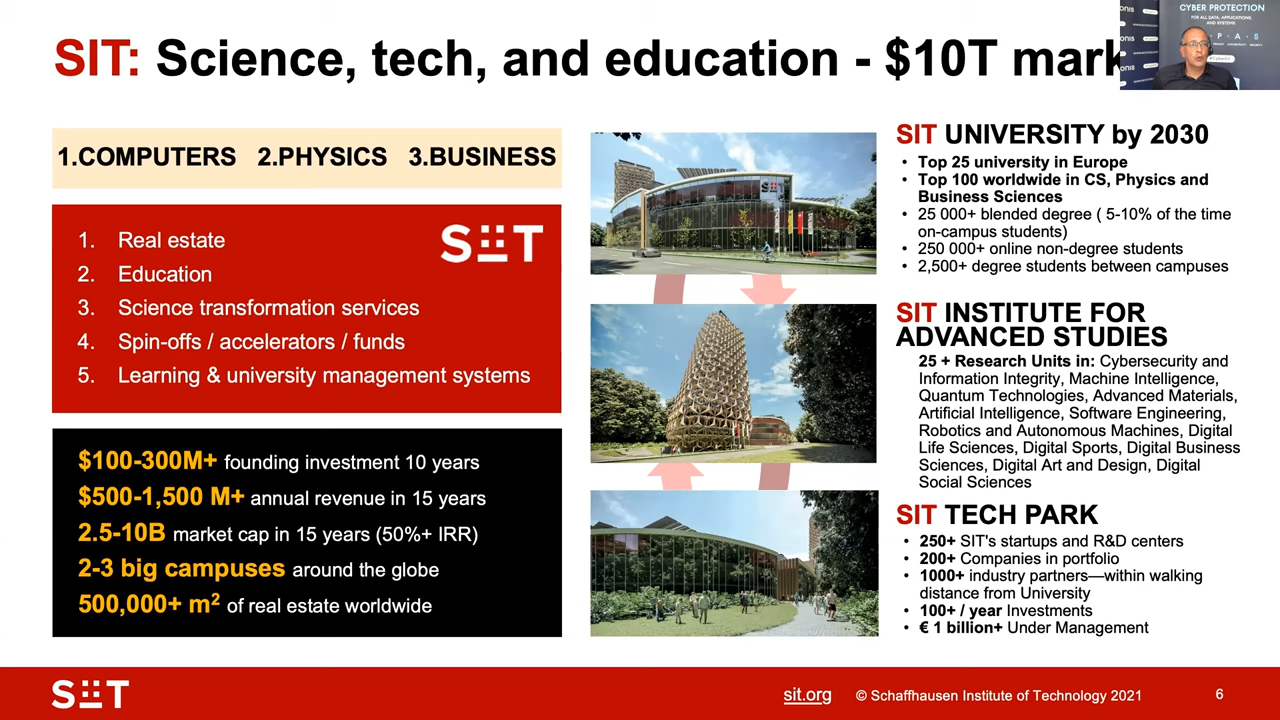 SIT: Science, tech, and education - $10T mark
CYBER PROTECTION
FOR ALL DATA, APPLICATIONS,
AND SYSTEMS
1.COMPUTERS 2.PHYSICS 3.BUSINESS
SIT
1. Real estate
2. Education
3. Science transformation services
4. Spin-offs / accelerators / funds
5. Learning & university management systems
$100-300M+ founding investment 10 years
$500-1,500 M+ annual revenue in 15 years
2.5-10B market cap in 15 years (50%+ IRR)
2-3 big campuses around the globe
500,000+ m² of real estate worldwide
SIT
SIT UNIVERSITY by 2030
• Top 25 university in Europe
• Top 100 worldwide in CS, Physics and
Business Sciences
• 25 000+ blended degree ( 5-10% of the time
on-campus students)
• 250 000+ online non-degree students
• 2,500+ degree students between campuses
SIT INSTITUTE FOR
ADVANCED STUDIES
25 + Research Units in: Cybersecurity and
Information Integrity, Machine Intelligence,
Quantum Technologies, Advanced Materials,
Artificial Intelligence, Software Engineering,
Robotics and Autonomous Machines, Digital
Life Sciences, Digital Sports, Digital Business
Sciences, Digital Art and Design, Digital
Social Sciences
SIT TECH PARK
• 250+ SIT's startups and R&D centers
• 200+ Companies in portfolio
• 1000+ industry partners—within walking
distance from University
• 100+ / year Investments
• € 1 billion+ Under Management
SIT
sit.org © Schaffhausen Institute of Technology 2021 6